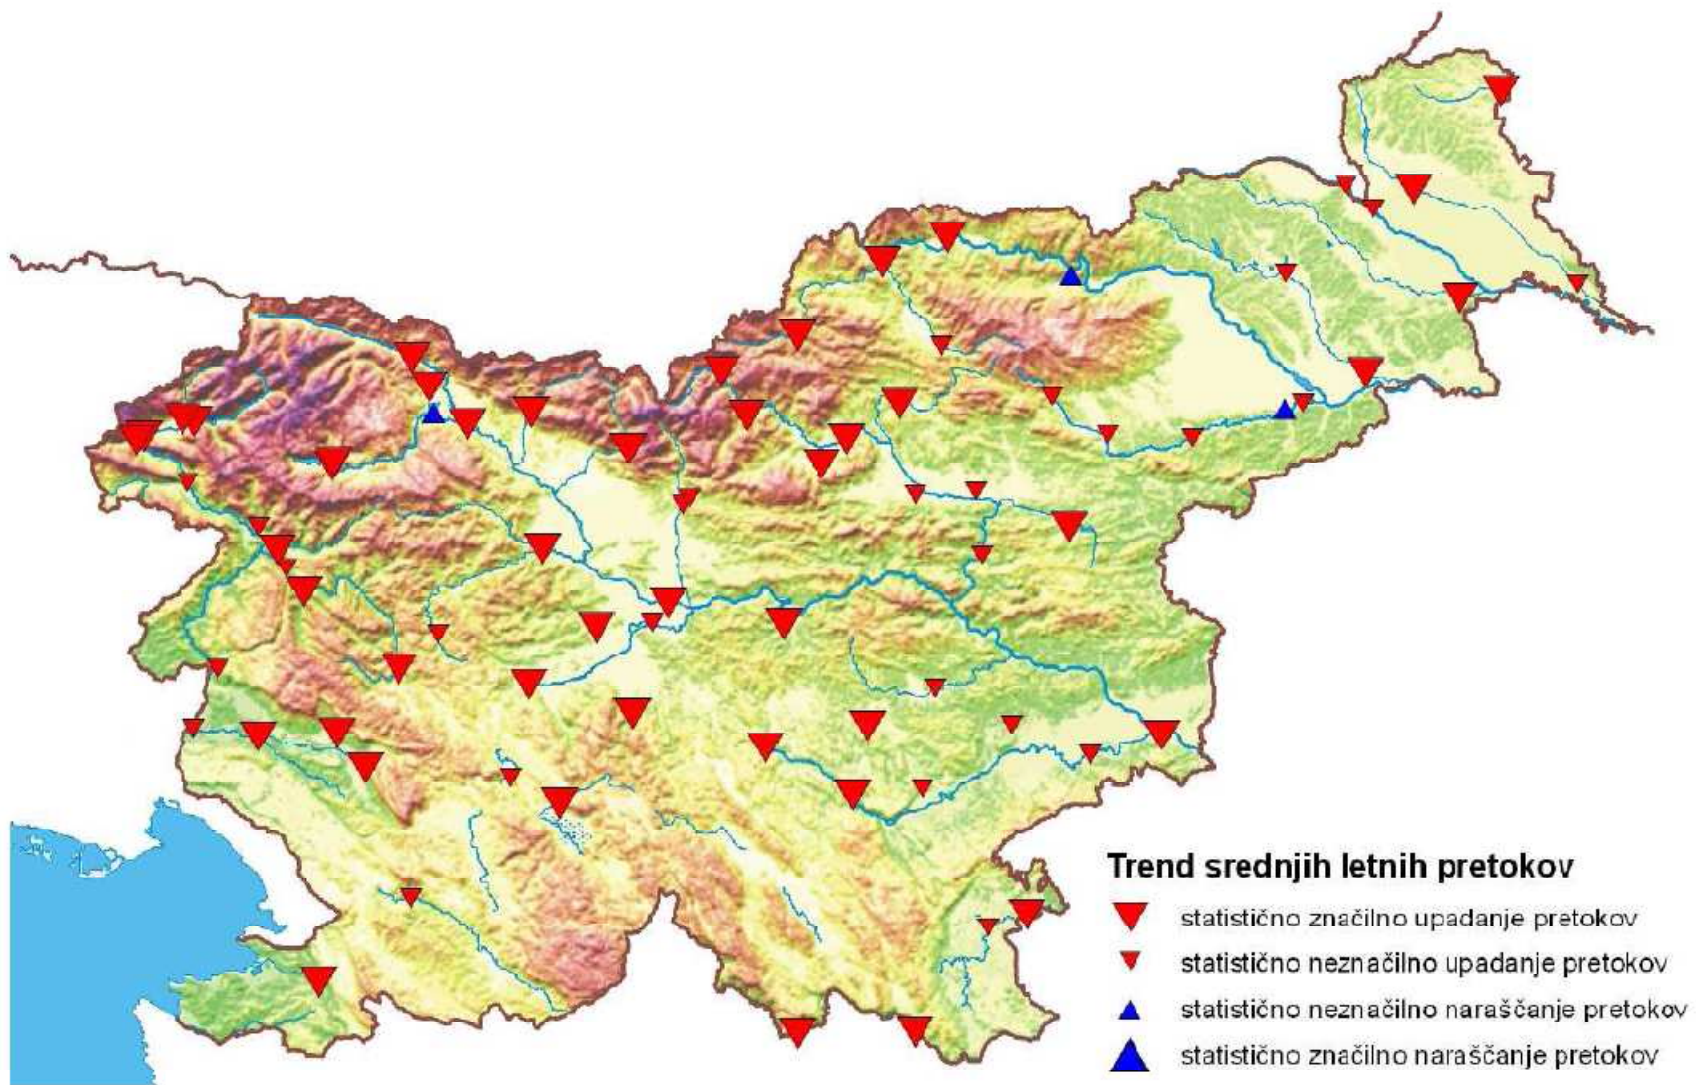 Trend srednjih letnih pretokov
statistično značilno upadanje pretokov
statistično neznačilno upadanje pretokov
statistično neznačilno naraščanje pretokov
statistično značilno naraščanje pretokov